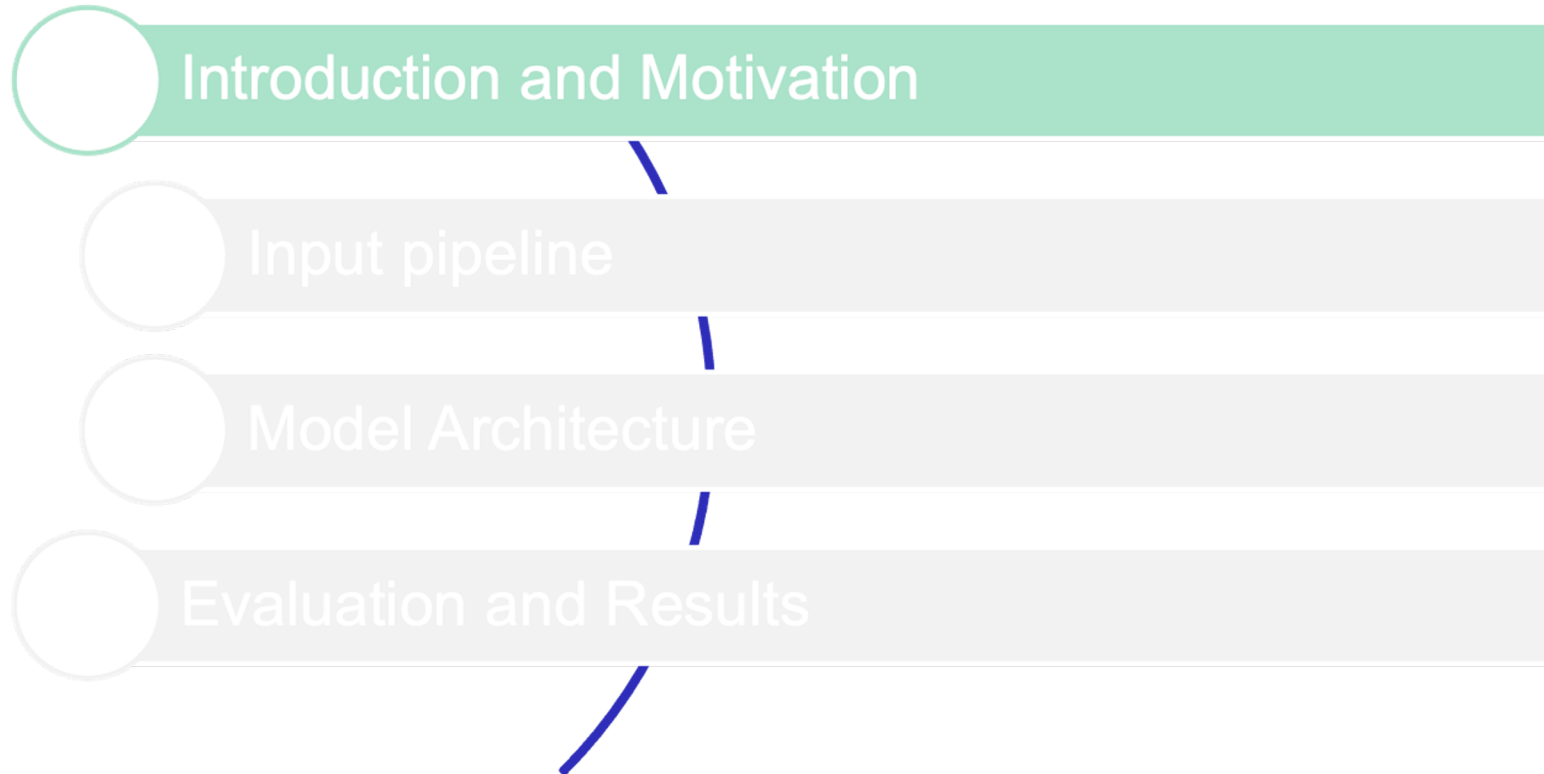 Introduction and Motivation
Input pipeline
Model Architecture
Evaluation and Results